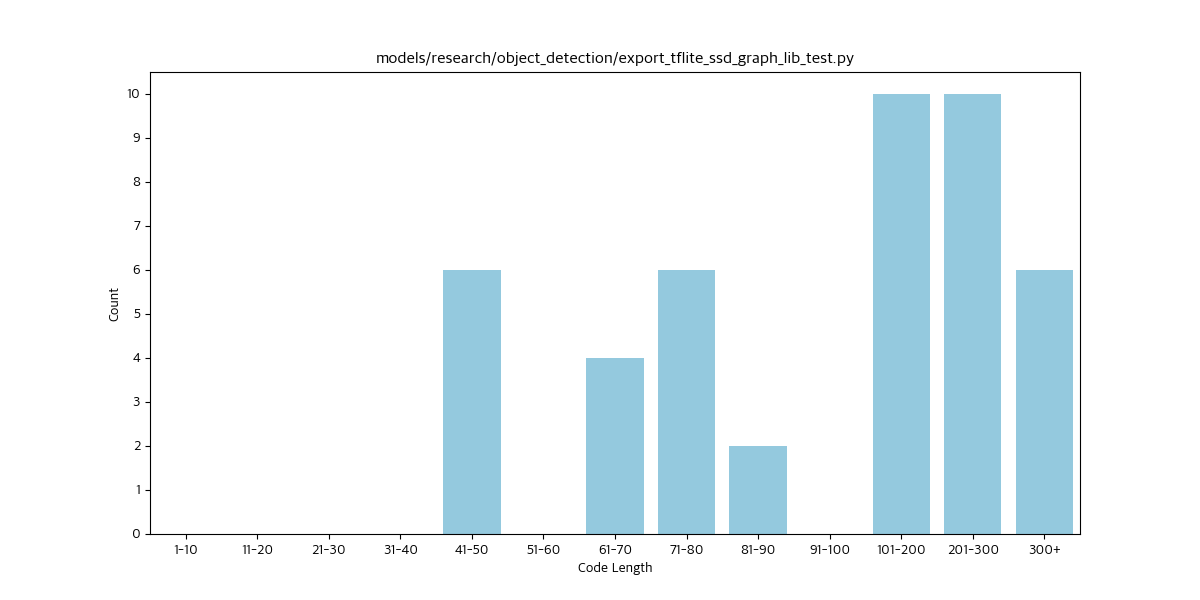 models/research/object_detection/export_tflite_ssd_graph_lib_test.py
10
9
8
7
6
5
4
3
2
1
0
Count
1-10 11-20 21-30 31-40 41-50 51-60 61-70 71-80 81-90 91-100 101-200 201-300 300+
Code Length